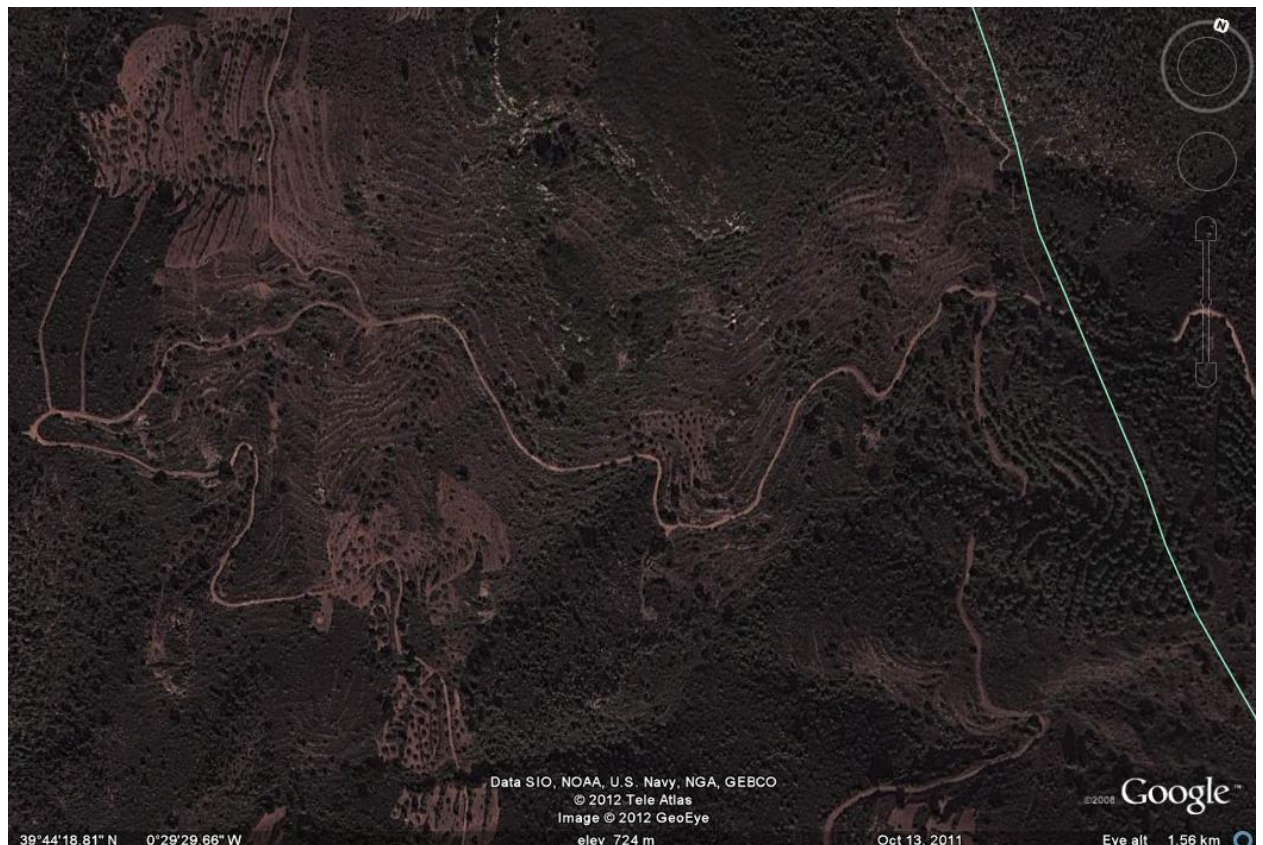 N
Data SIO, NOAA, U.S. Navy, NGA, GEBCO
© 2012 Tele Atlas
Image © 2012 GeoEye
©2008 Google™
39°44'18.81" N 0°29'29.66" W elev 724 m Oct 13, 2011 Eye alt 1.56 km